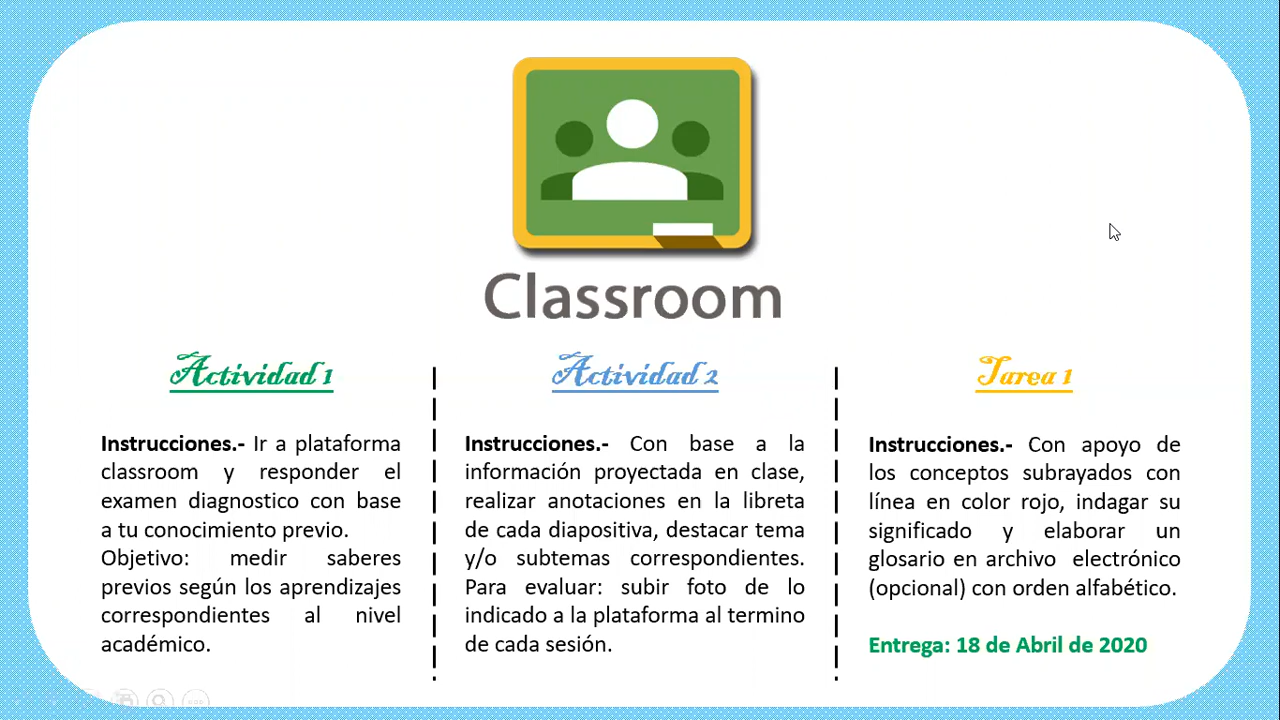 Classroom
Actividad 1
Instrucciones.- Ir a plataforma
classroom y responder el
examen diagnostico con base
a tu conocimiento previo.
Objetivo: medir saberes
previos según los aprendizajes
correspondientes al nivel
académico.
Actividad 2
Instrucciones.- Con base a la
información proyectada en clase,
realizar anotaciones en la libreta
de cada diapositiva, destacar tema
y/o subtemas correspondientes.
Para evaluar: subir foto de lo
indicado a la plataforma al termino
de cada sesión.
Tarea 1
Instrucciones.- Con apoyo de
los conceptos subrayados con
línea en color rojo, indagar su
significado y elaborar un
glosario en archivo electrónico
(opcional) con orden alfabético.
Entrega: 18 de Abril de 2020